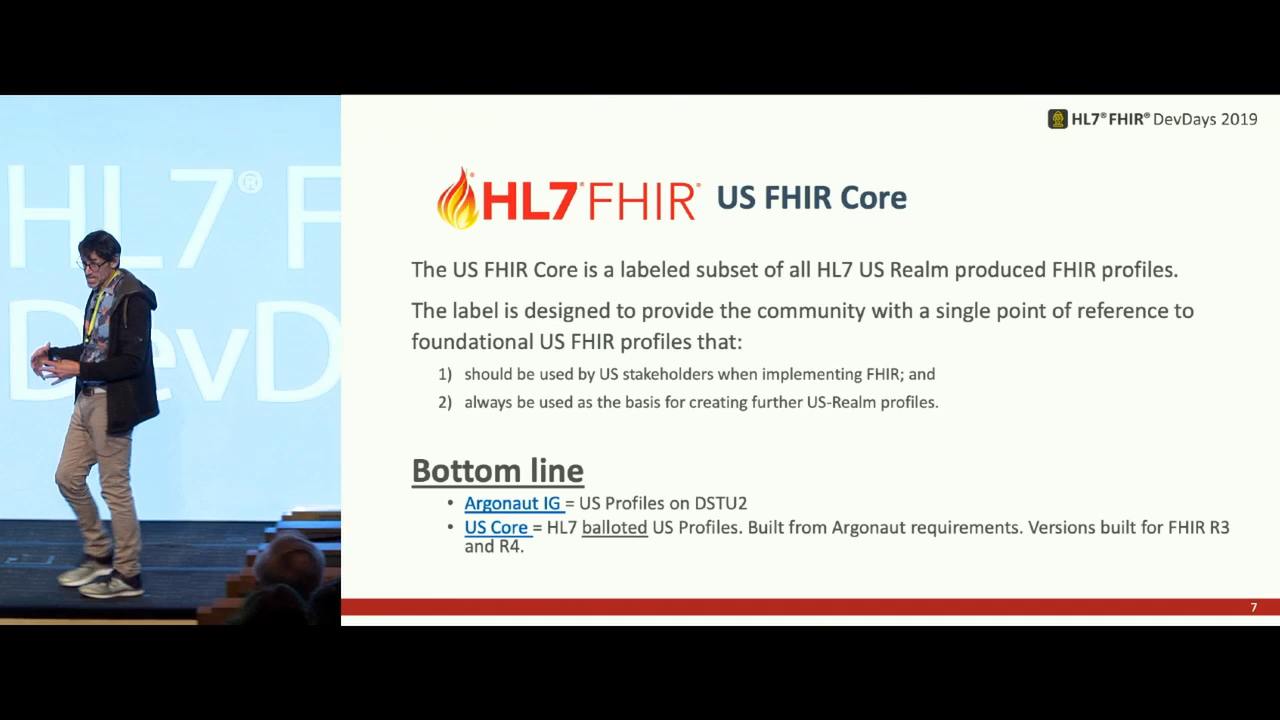 HL7® F
DevD
HL7® FHIR® DevDays 2019
HL7® FHIR® US FHIR Core
The US FHIR Core is a labeled subset of all HL7 US Realm produced FHIR profiles.
The label is designed to provide the community with a single point of reference to
foundational US FHIR profiles that:
1) should be used by US stakeholders when implementing FHIR; and
2) always be used as the basis for creating further US-Realm profiles.
Bottom line
• Argonaut IG = US Profiles on DSTU2
• US Core = HL7 balloted US Profiles. Built from Argonaut requirements. Versions built for FHIR R3
and R4.
7